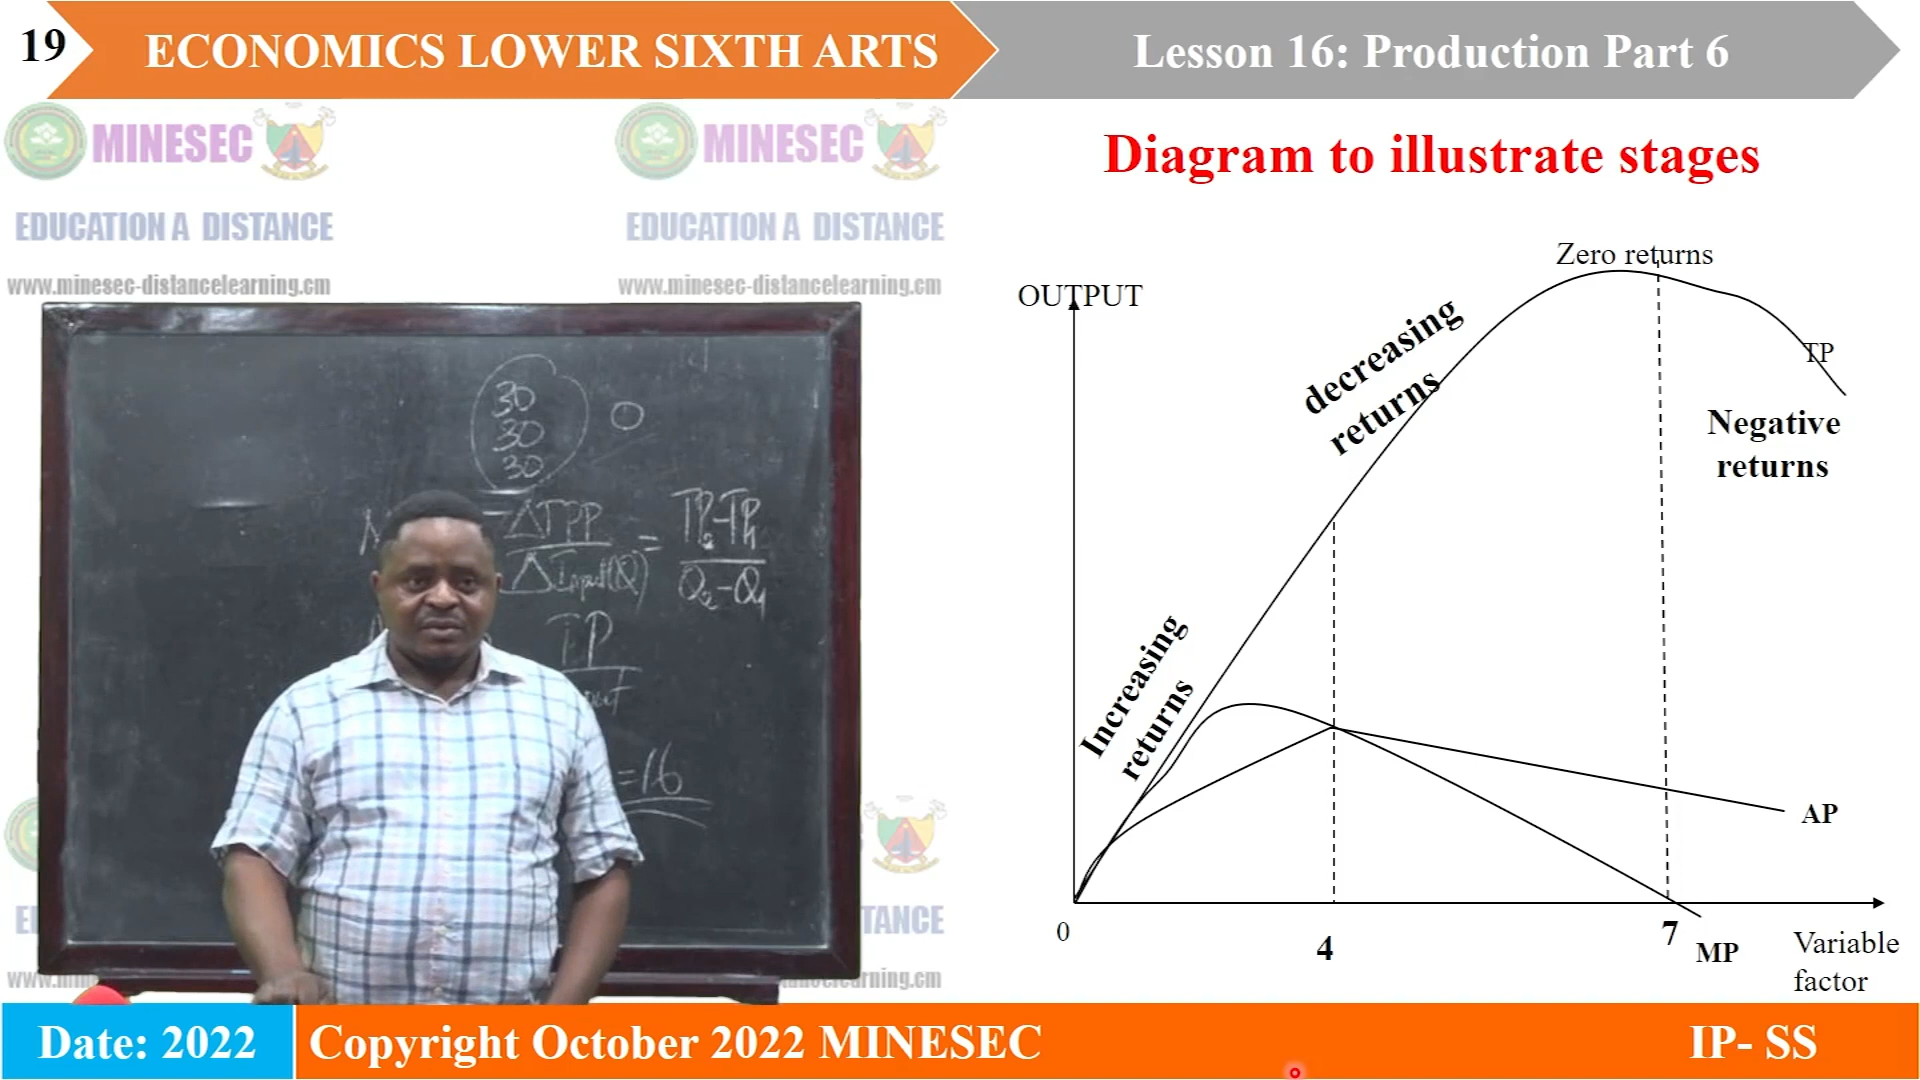 19
ECONOMICS LOWER SIXTH ARTS
Lesson 16: Production Part 6
MINESEC
MINESEC
EDUCATION A DISTANCE
EDUCATION A DISTANCE
www.minesec-distancelearning.cm
www.minesec-distancelearning.cm
30
30
30
0
ΔTPP
ΔInput(Q)
=
TP2-TP1
Q2-Q1
TP
=16
Diagram to illustrate stages
Zero returns
OUTPUT
decreasing
returns
TP
Negative
returns
Increasing
returns
AP
0
4
7
MP
Variable
factor
Date: 2022
Copyright October 2022 MINESEC
IP- SS